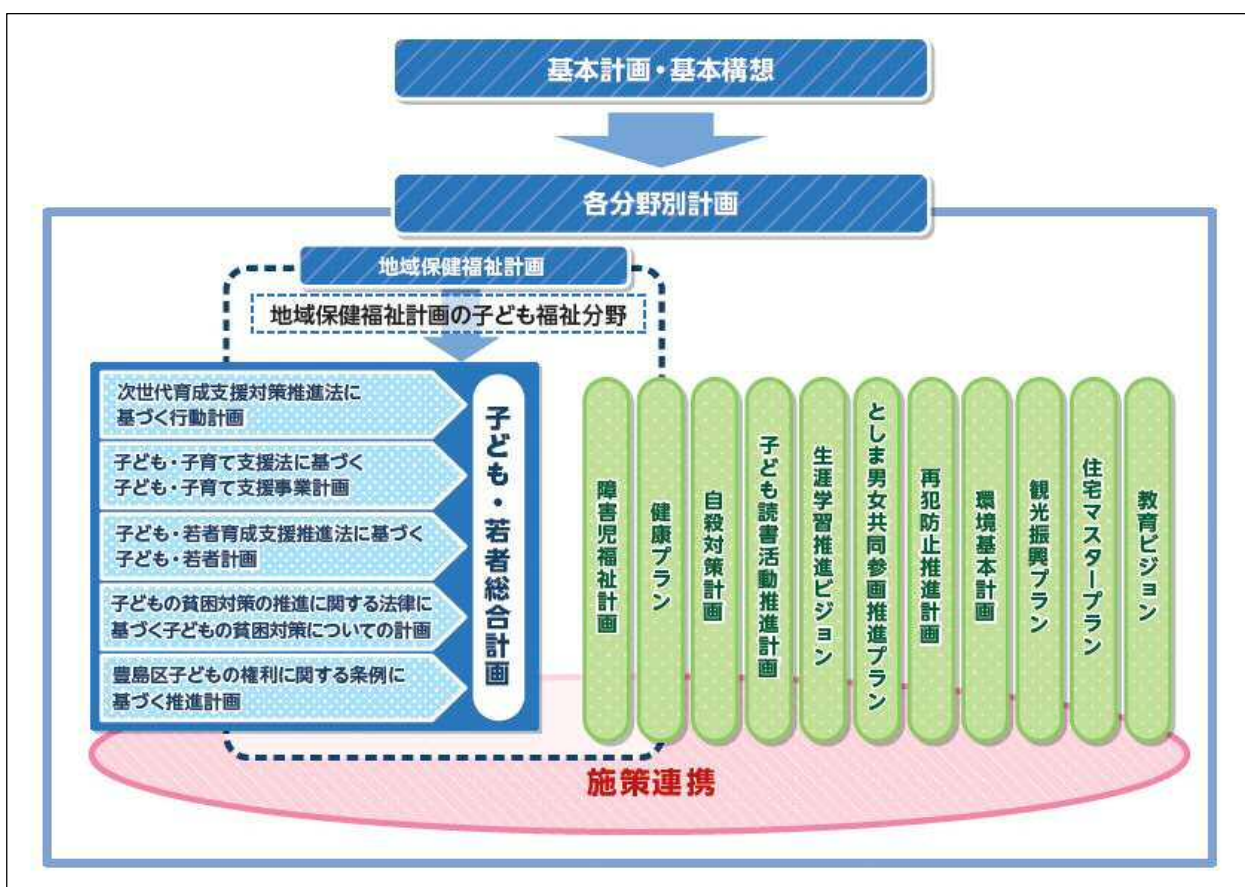 基本計画・基本構想
各分野別計画
地域保健福祉計画
地域保健福祉計画の子ども福祉分野
次世代育成支援対策推進法に
基づく行動計画
子ども・子育て支援法に基づく
子ども・子育て支援事業計画
子ども・若者育成支援推進法に基づく
子ども・若者計画
子どもの貧困対策の推進に関する法律に
基づく子どもの貧困対策についての計画
豊島区子どもの権利に関する条例に
基づく推進計画
子ども・若者総合計画
障害児福祉計画
健康プラン
自殺対策計画
子ども読書活動推進計画
生涯学習推進ビジョン
としま男女共同参画推進プラン
再犯防止推進計画
環境基本計画
観光振興プラン
住宅マスタープラン
教育ビジョン
施策連携